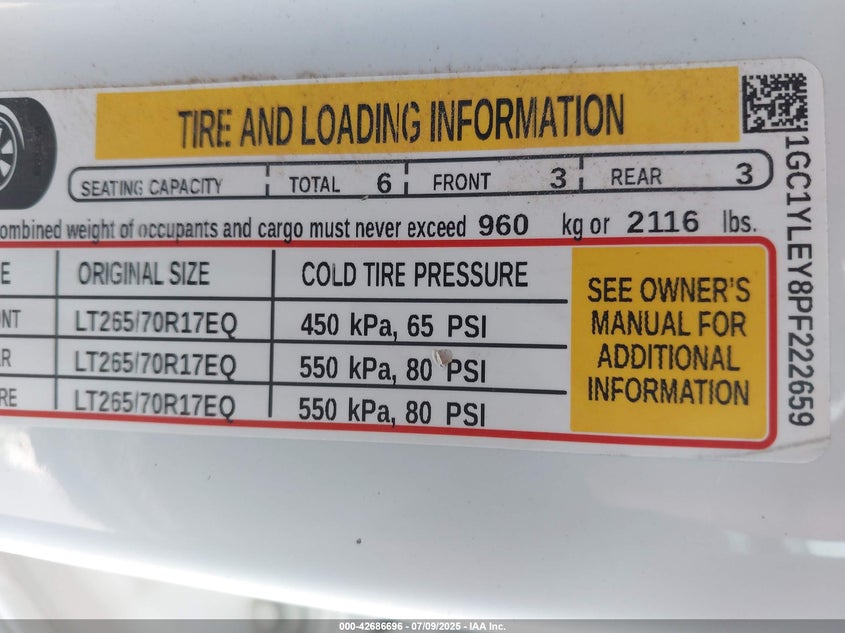 TIRE AND LOADING INFORMATION
SEATING CAPACITY TOTAL 6 FRONT 3 REAR 3
ombined weight of occupants and cargo must never exceed 960 kg or 2116 lbs.
E ORIGINAL SIZE COLD TIRE PRESSURE
NT LT265/70R17EQ 450 kPa, 65 PSI
AR LT265/70R17EQ 550 kPa, 80 PSI
RE LT265/70R17EQ 550 kPa, 80 PSI
SEE OWNER'S
MANUAL FOR
ADDITIONAL
INFORMATION
1GC1YLEY8PF222659
000-42686696 - 07/09/2025 - IAA Inc.